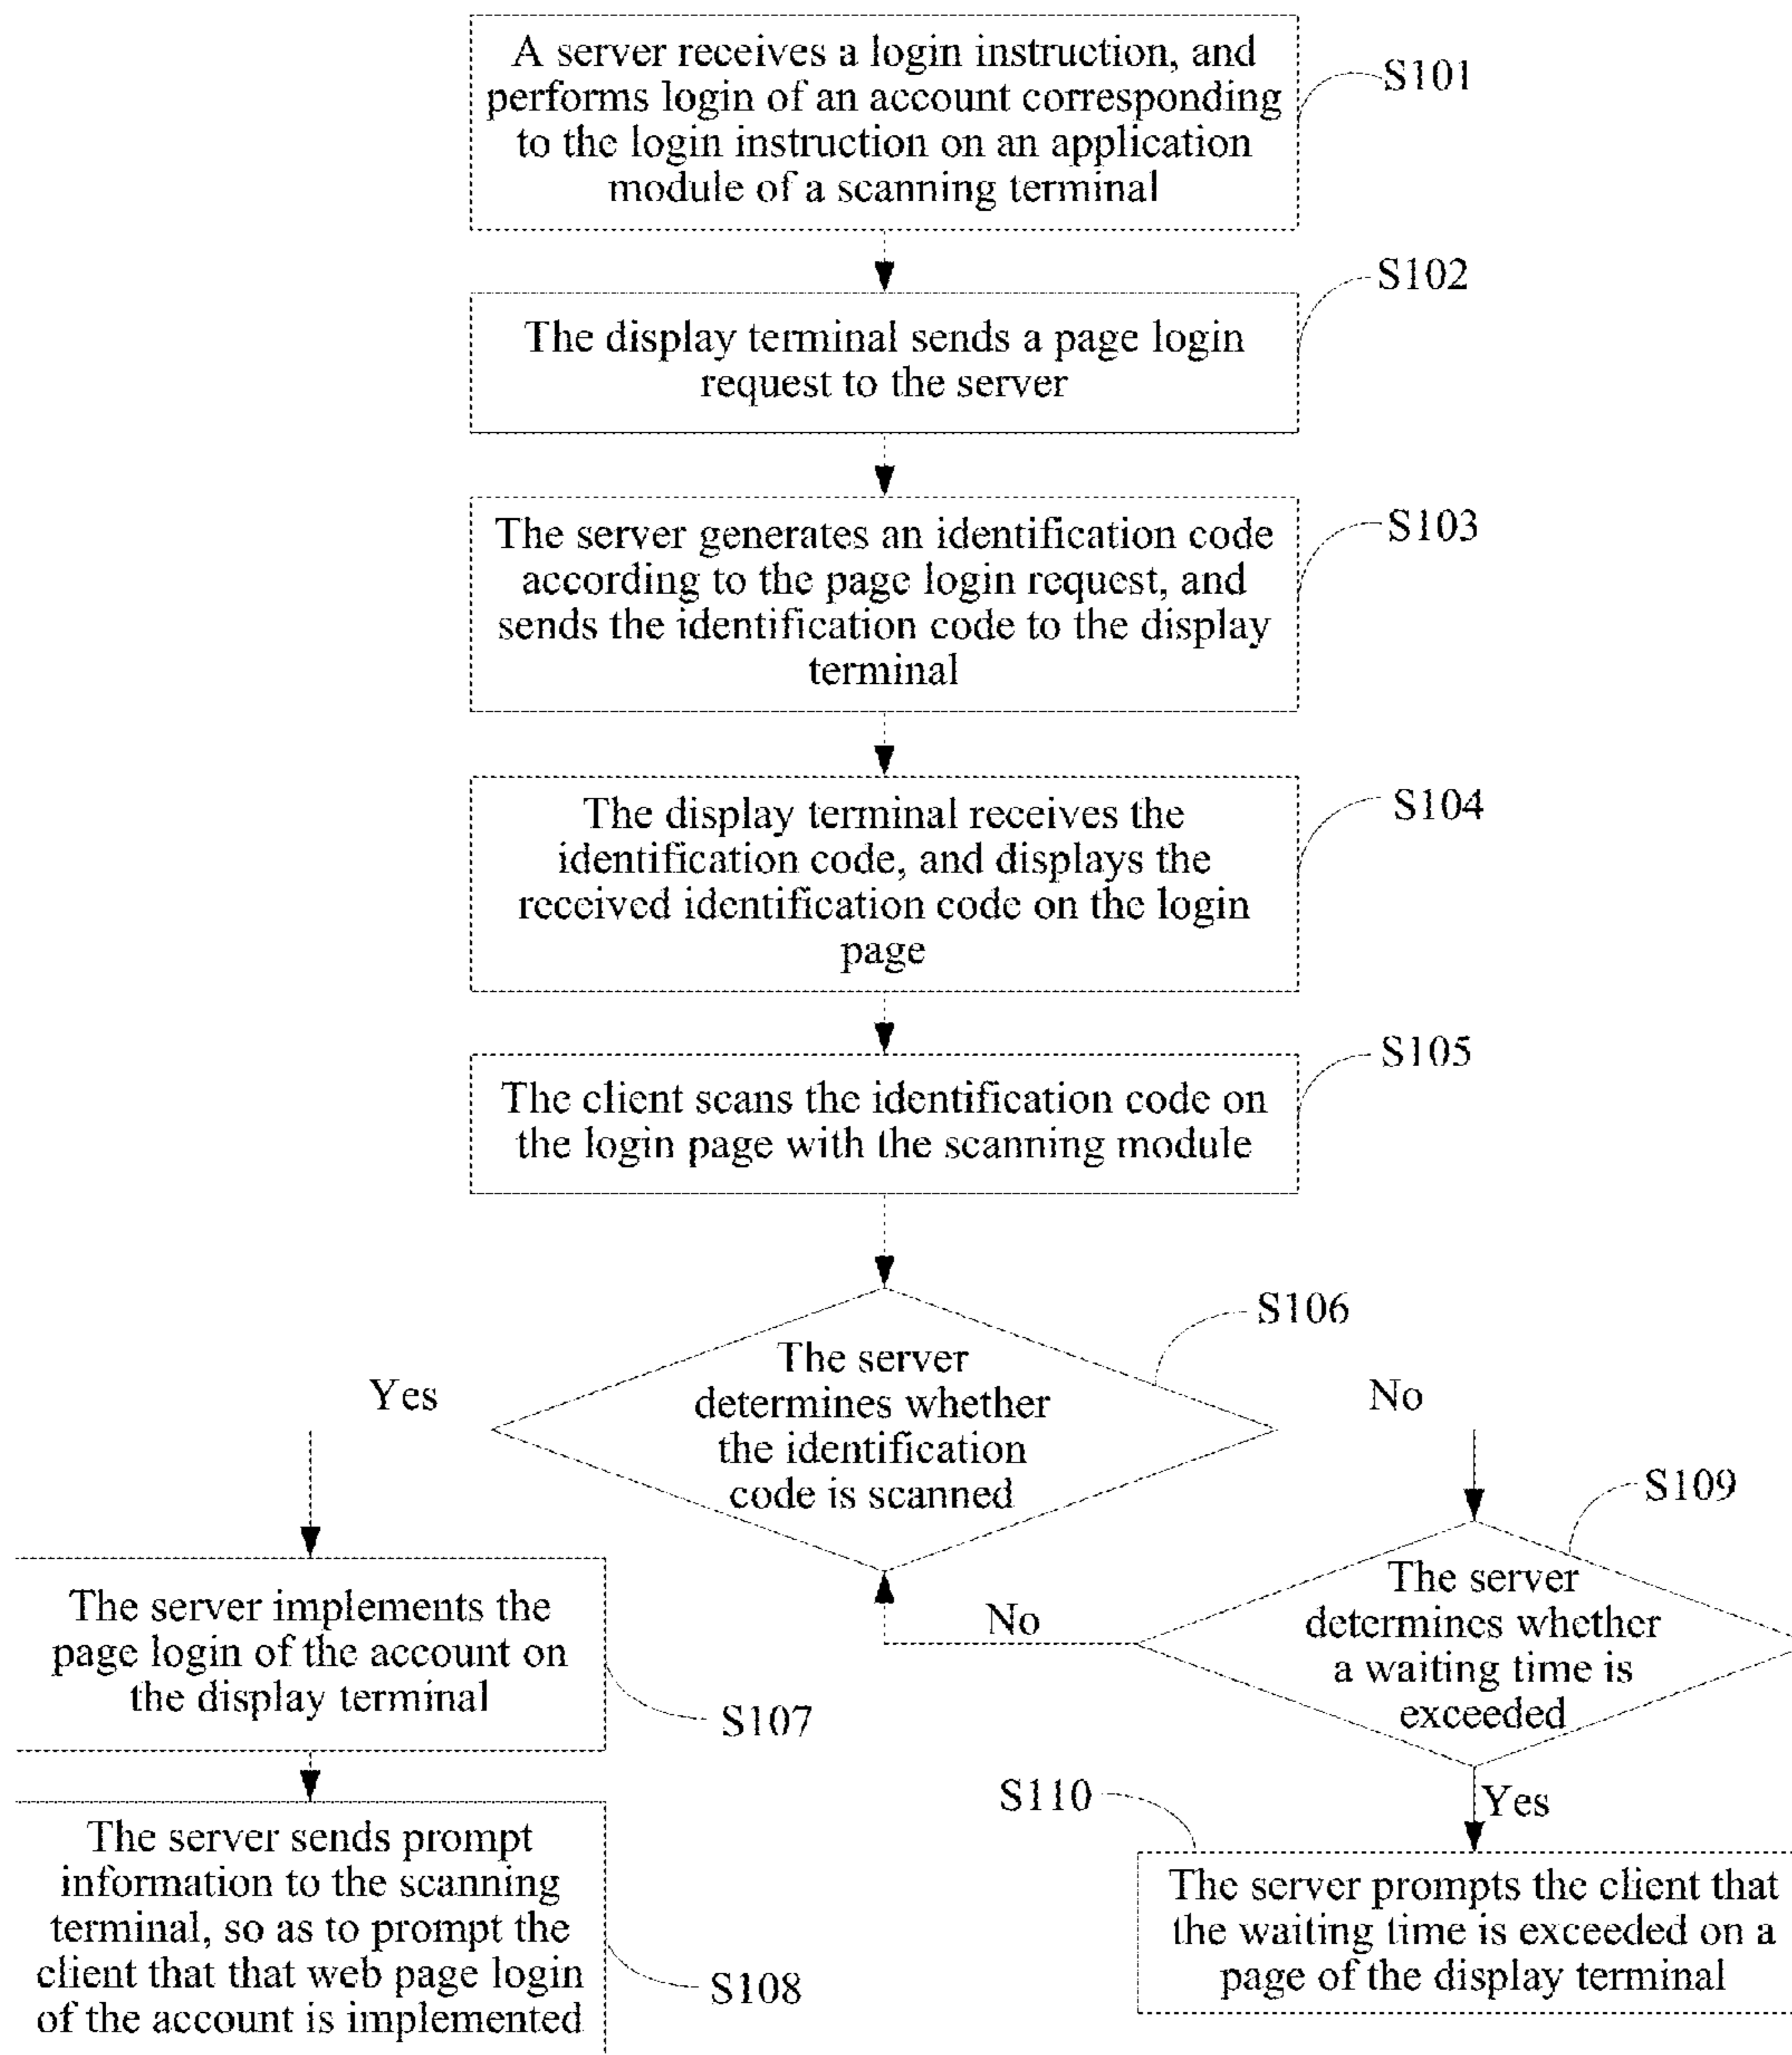 A server receives a login instruction, and
performs login of an account corresponding
to the login instruction on an application
module of a scanning terminal
S101
S102
The display terminal sends a page login
request to the server
S103
The server generates an identification code
according to the page login request, and
sends the identification code to the display
terminal
S104
The display terminal receives the
identification code, and displays the
received identification code on the login
page
S105
The client scans the identification code on
the login page with the scanning module
S106
The server
determines whether
the identification
code is scanned
Yes
No
S109
The server
determines whether
a waiting time is
exceeded
No
The server implements the
page login of the account on
the display terminal
S107
S110
Yes
The server sends prompt
information to the scanning
terminal, so as to prompt the
client that that web page login
of the account is implemented
S108
The server prompts the client that
the waiting time is exceeded on a
page of the display terminal